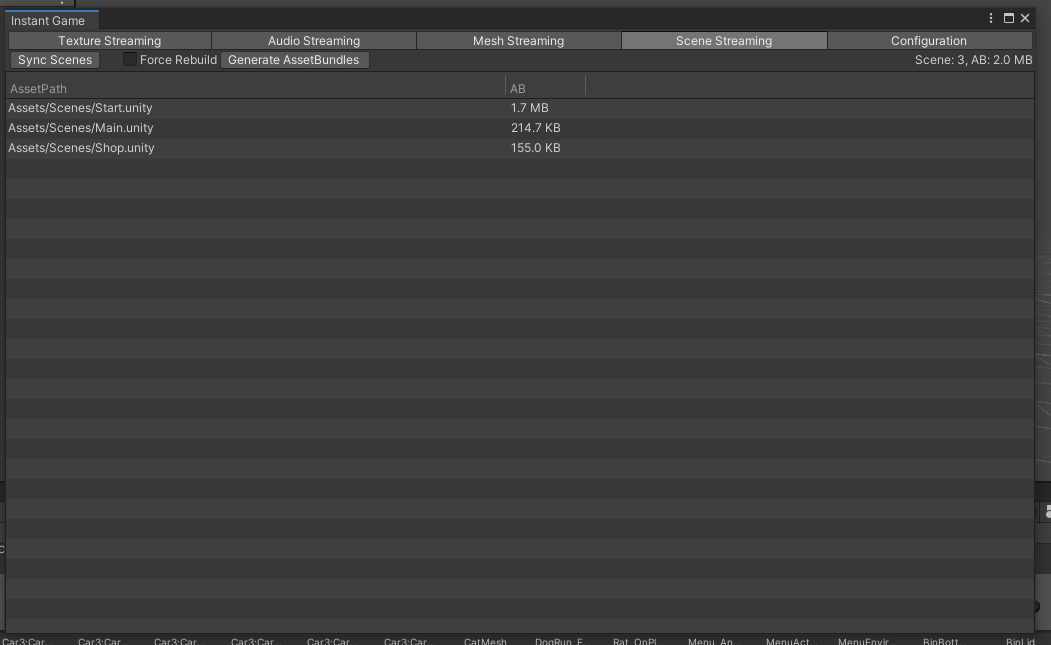 Instant Game
Texture Streaming Audio Streaming Mesh Streaming Scene Streaming Configuration
Sync Scenes Force Rebuild Generate AssetBundles Scene: 3, AB: 2.0 MB
AssetPath AB
Assets/Scenes/Start.unity 1.7 MB
Assets/Scenes/Main.unity 214.7 KB
Assets/Scenes/Shop.unity 155.0 KB
Car3:Car... Car3:Car... Car3:Car... Car3:Car... Car3:Car... Car3:Car... CatMesh DogRun_F... Rat_OnPl... Menu_An... MenuAct... MenuEnvir... BinBott... BinLid